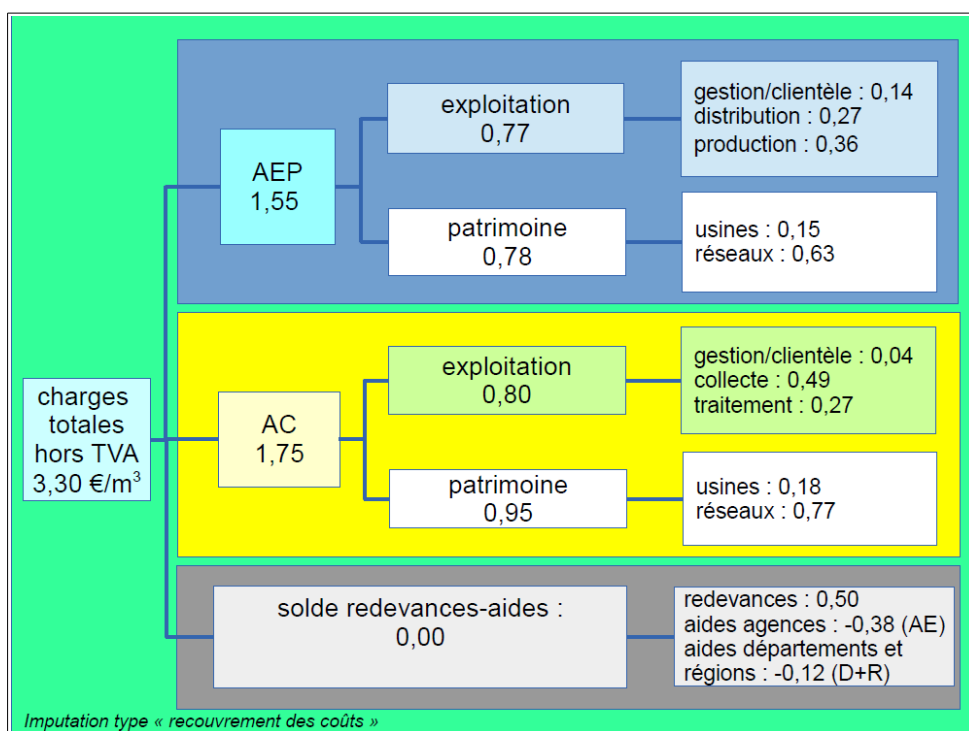 charges
totales
hors TVA
3,30 €/m³
AEP
1,55
exploitation
0,77
gestion/clientèle : 0,14
distribution : 0,27
production : 0,36
patrimoine
0,78
usines : 0,15
réseaux : 0,63
AC
1,75
exploitation
0,80
gestion/clientèle : 0,04
collecte : 0,49
traitement : 0,27
patrimoine
0,95
usines : 0,18
réseaux : 0,77
solde redevances-aides :
0,00
redevances : 0,50
aides agences : -0,38 (AE)
aides départements et
régions : -0,12 (D+R)
Imputation type « recouvrement des coûts »